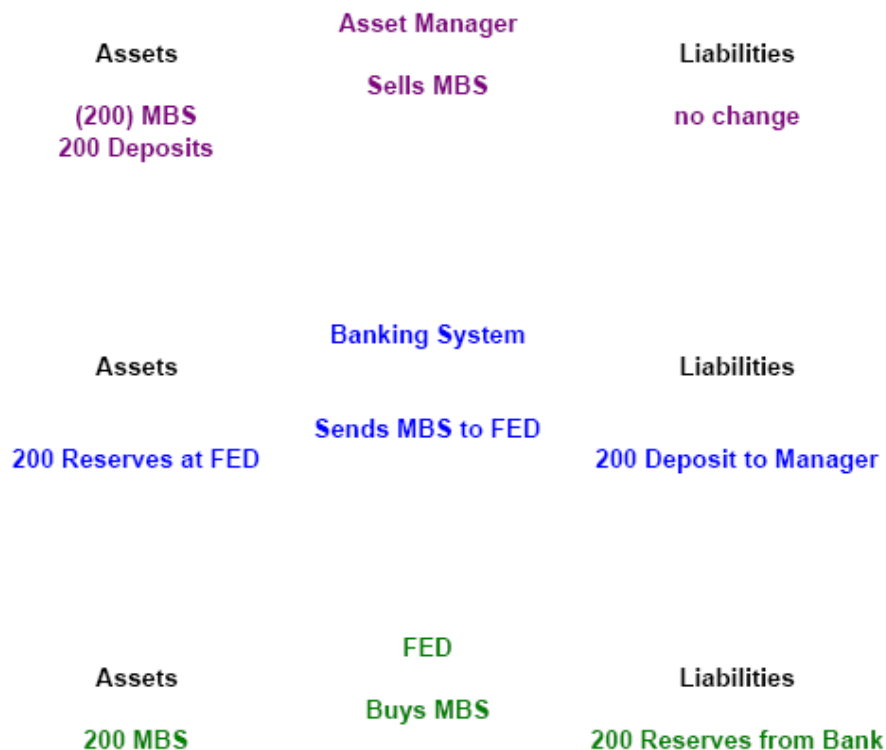 Asset Manager
Assets Liabilities
Sells MBS
(200) MBS no change
200 Deposits
Banking System
Assets Liabilities
Sends MBS to FED
200 Reserves at FED 200 Deposit to Manager
FED
Assets Liabilities
Buys MBS
200 MBS 200 Reserves from Bank